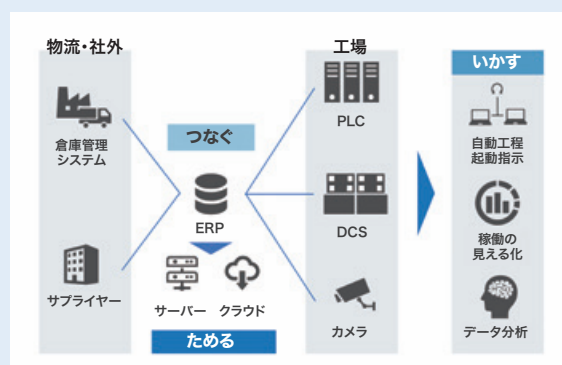 物流・社外
倉庫管理
システム
サプライヤー
つなぐ
ERP
サーバー
クラウド
ためる
工場
PLC
DCS
カメラ
いかす
自動工程
起動指示
稼働の
見える化
データ分析